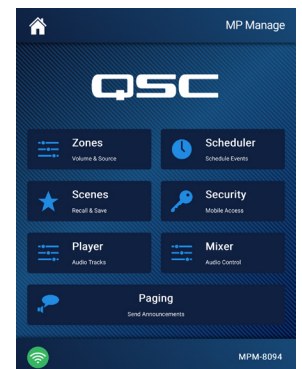 MP Manage
QSC
Zones
Volume & Source
Scheduler
Schedule Events
Scenes
Recall & Save
Security
Mobile Access
Player
Audio Tracks
Mixer
Audio Control
Paging
Send Announcements
MPM-8094